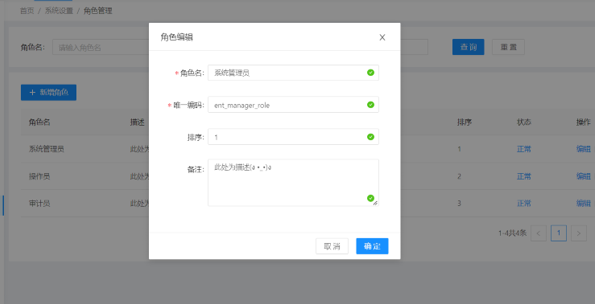 首页 / 系统设置 / 角色管理
角色名: 请输入角色名 查 询 重 置
+ 新增角色
角色名 描述 排序 状态 操作
系统管理员 此处为 1 正常 编辑
操作员 此处为 2 正常 编辑
审计员 此处为 3 正常 编辑
1-4共4条 < 1 >
角色编辑
* 角色名: 系统管理员
* 唯一编码: ent_manager_role
排序: 1
备注: 此处为描述(๑•_•)๑
取 消 确 定